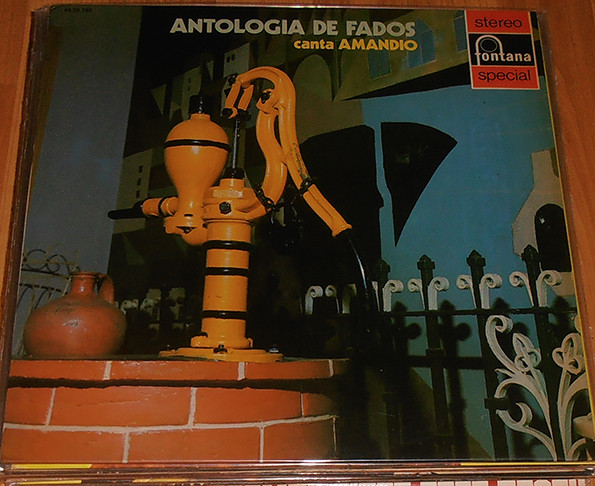 ANTOLOGIA DE FADOS
canta AMANDIO
stereo
fontana
special